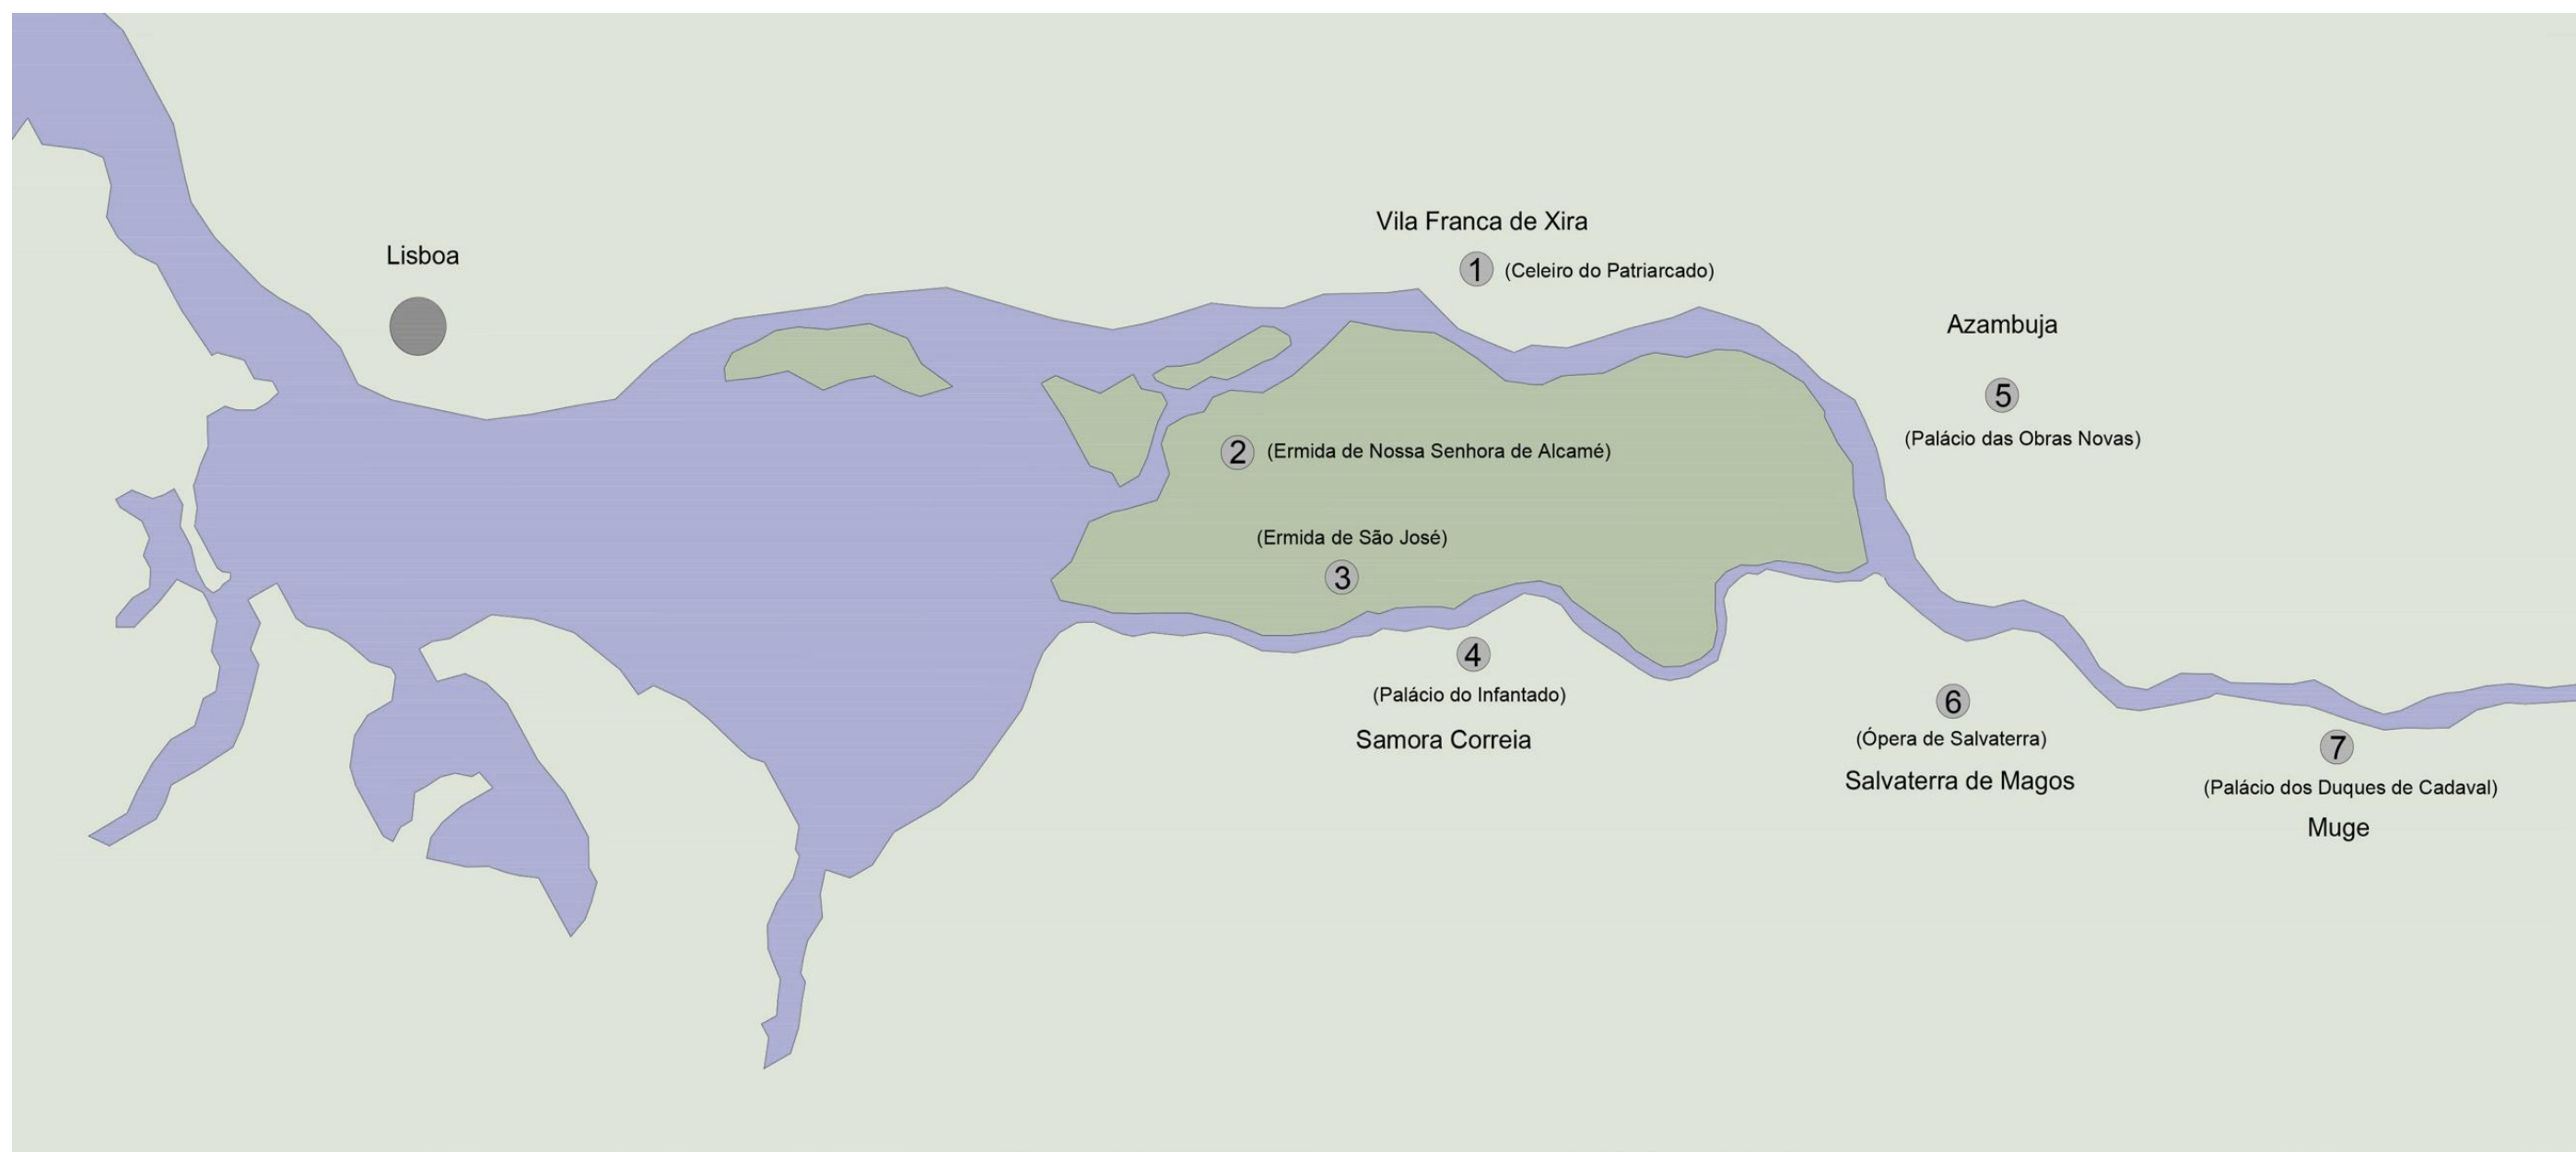 Lisboa
Vila Franca de Xira
1 (Celeiro do Patriarcado)
Azambuja
5
(Palácio das Obras Novas)
2 (Ermida de Nossa Senhora de Alcamé)
(Ermida de São José)
3
4
(Palácio do Infantado)
Samora Correia
6
(Ópera de Salvaterra)
Salvaterra de Magos
7
(Palácio dos Duques de Cadaval)
Muge